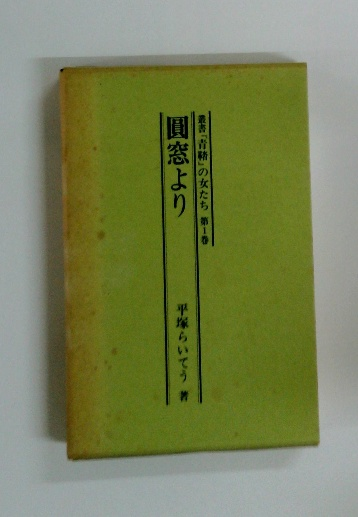 叢書『青鞜』の女たち 第1巻
圓窓より
平塚らいてう 著